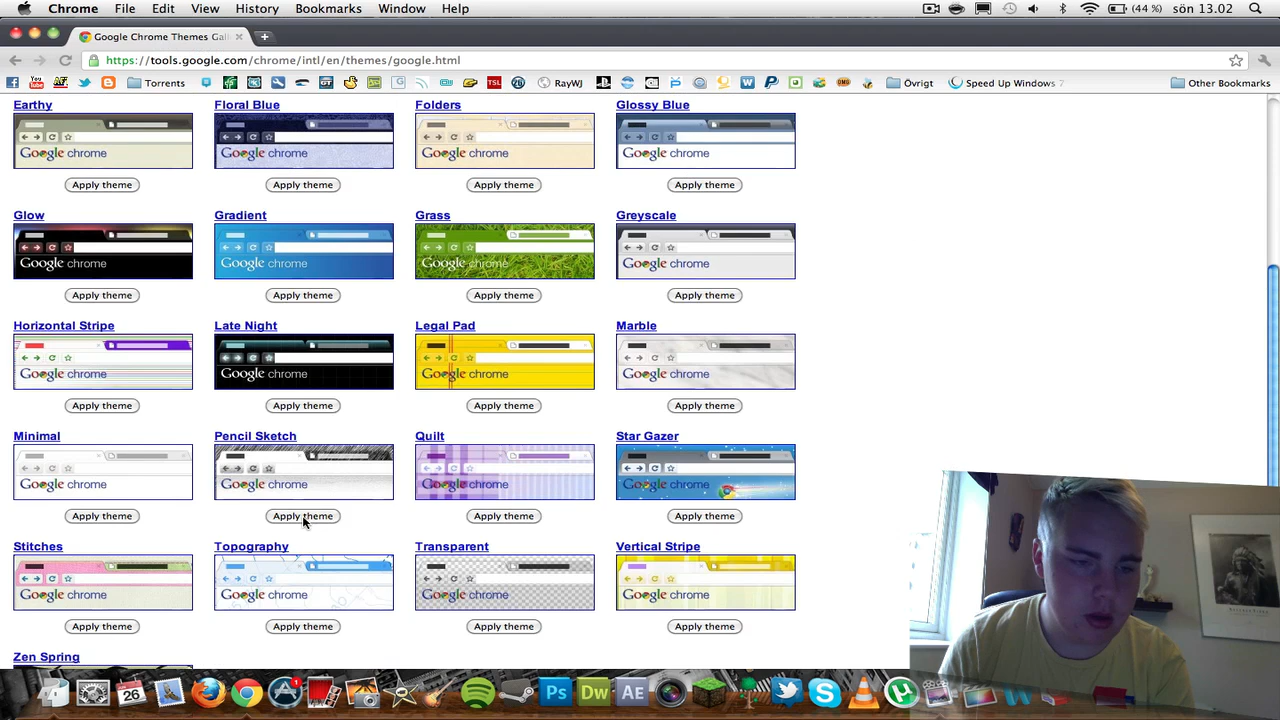 Chrome File Edit View History Bookmarks Window Help (44 %) sön 13.02
Google Chrome Themes Gall
https://tools.google.com/chrome/intl/en/themes/google.html
Torrents RayWJ Övrigt Speed Up Windows 7 Other Bookmarks
Earthy Floral Blue Folders Glossy Blue
Google chrome Google chrome Google chrome Google chrome
Apply theme Apply theme Apply theme Apply theme
Glow Gradient Grass Greyscale
Google chrome Google chrome Google chrome Google chrome
Apply theme Apply theme Apply theme Apply theme
Horizontal Stripe Late Night Legal Pad Marble
Google chrome Google chrome Google chrome Google chrome
Apply theme Apply theme Apply theme Apply theme
Minimal Pencil Sketch Quilt Star Gazer
Google chrome Google chrome Google chrome Google chrome
Apply theme Apply theme Apply theme Apply theme
Stitches Topography Transparent Vertical Stripe
Google chrome Google chrome Google chrome Google chrome
Apply theme Apply theme Apply theme Apply theme
Zen Spring
26 1 Ps Dw AE